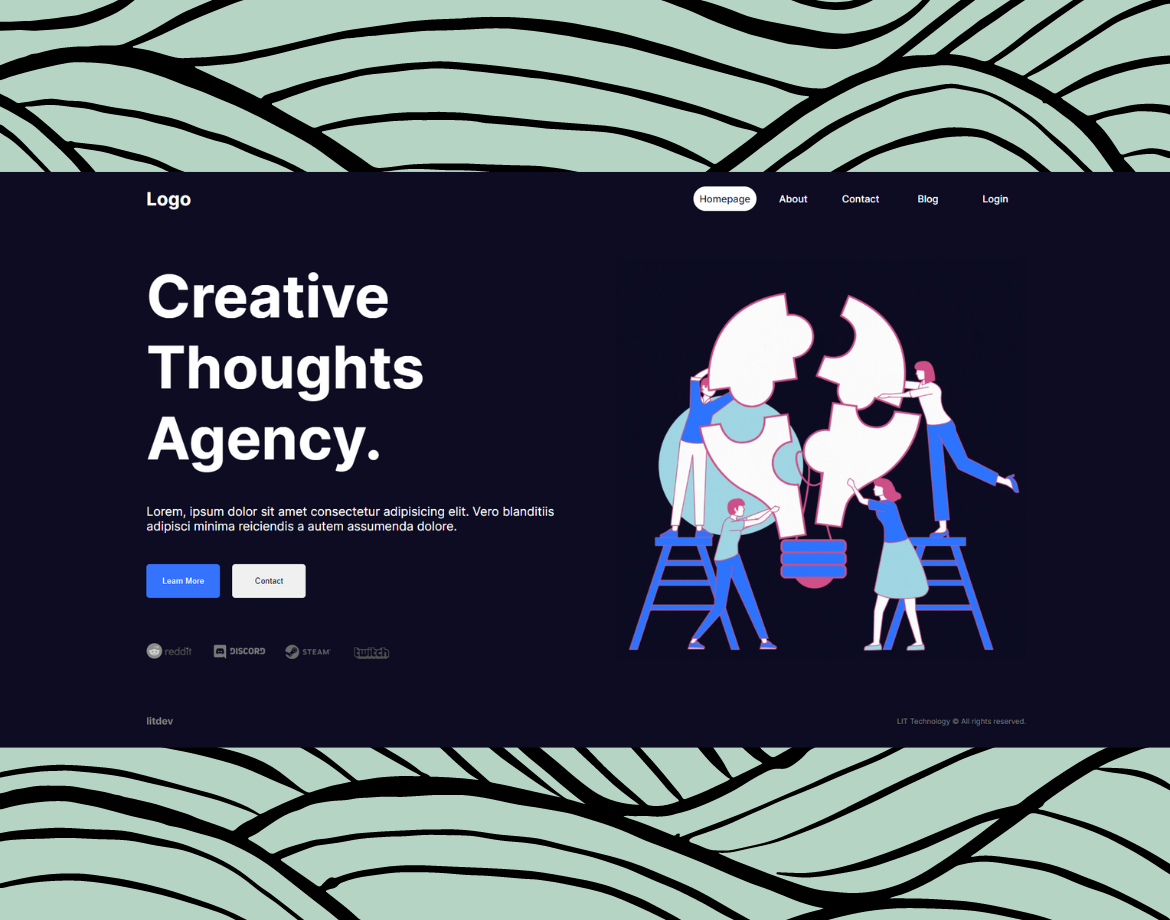 Logo
Homepage About Contact Blog Login
Creative
Thoughts
Agency.
Lorem, ipsum dolor sit amet consectetur adipisicing elit. Vero blanditiis
adipisci minima reiciendis a autem assumenda dolore.
Learn More Contact
reddit DISCORD STEAM twitch
litdev LIT Technology © All rights reserved.